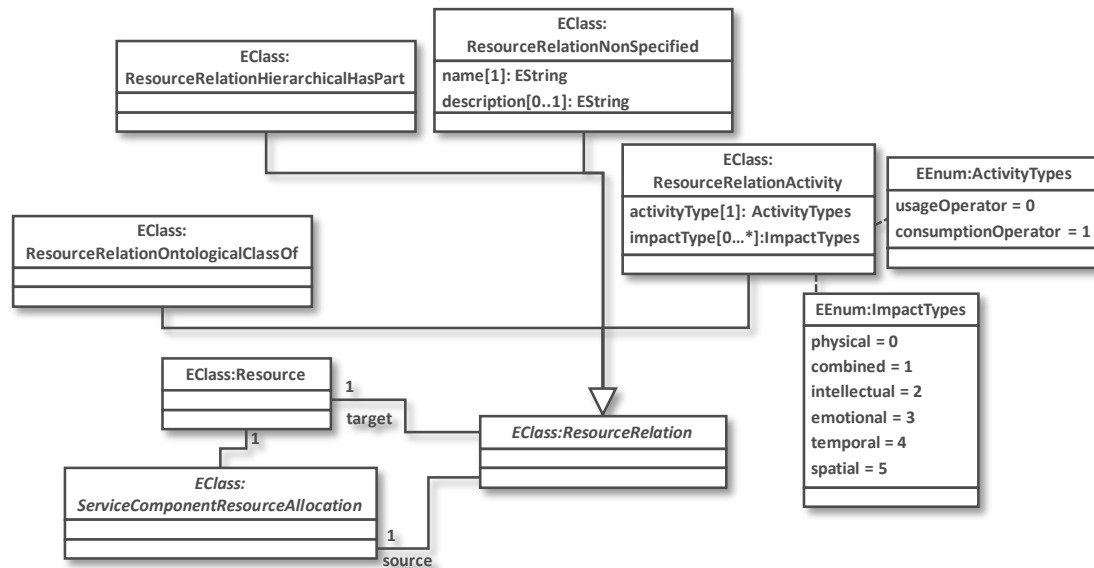 EClass:
ResourceRelationNonSpecified
name[1]: EString
description[0..1]: EString
EClass:
ResourceRelationHierarchicalHasPart
EClass:
ResourceRelationActivity
activityType[1]: ActivityTypes
impactType[0...*]:ImpactTypes
EEnum:ActivityTypes
usageOperator = 0
consumptionOperator = 1
EClass:
ResourceRelationOntologicalClassOf
EEnum:ImpactTypes
physical = 0
combined = 1
intellectual = 2
emotional = 3
temporal = 4
spatial = 5
EClass:Resource
1
target
1
EClass:ResourceRelation
EClass:
ServiceComponentResourceAllocation
1
source